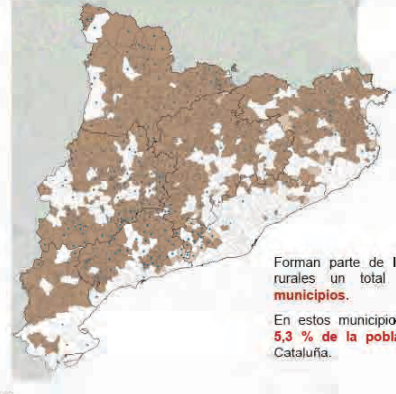 Forman parte de
rurales un total
municipios.
En estos municipio
5,3 % de la pobla
Cataluña.